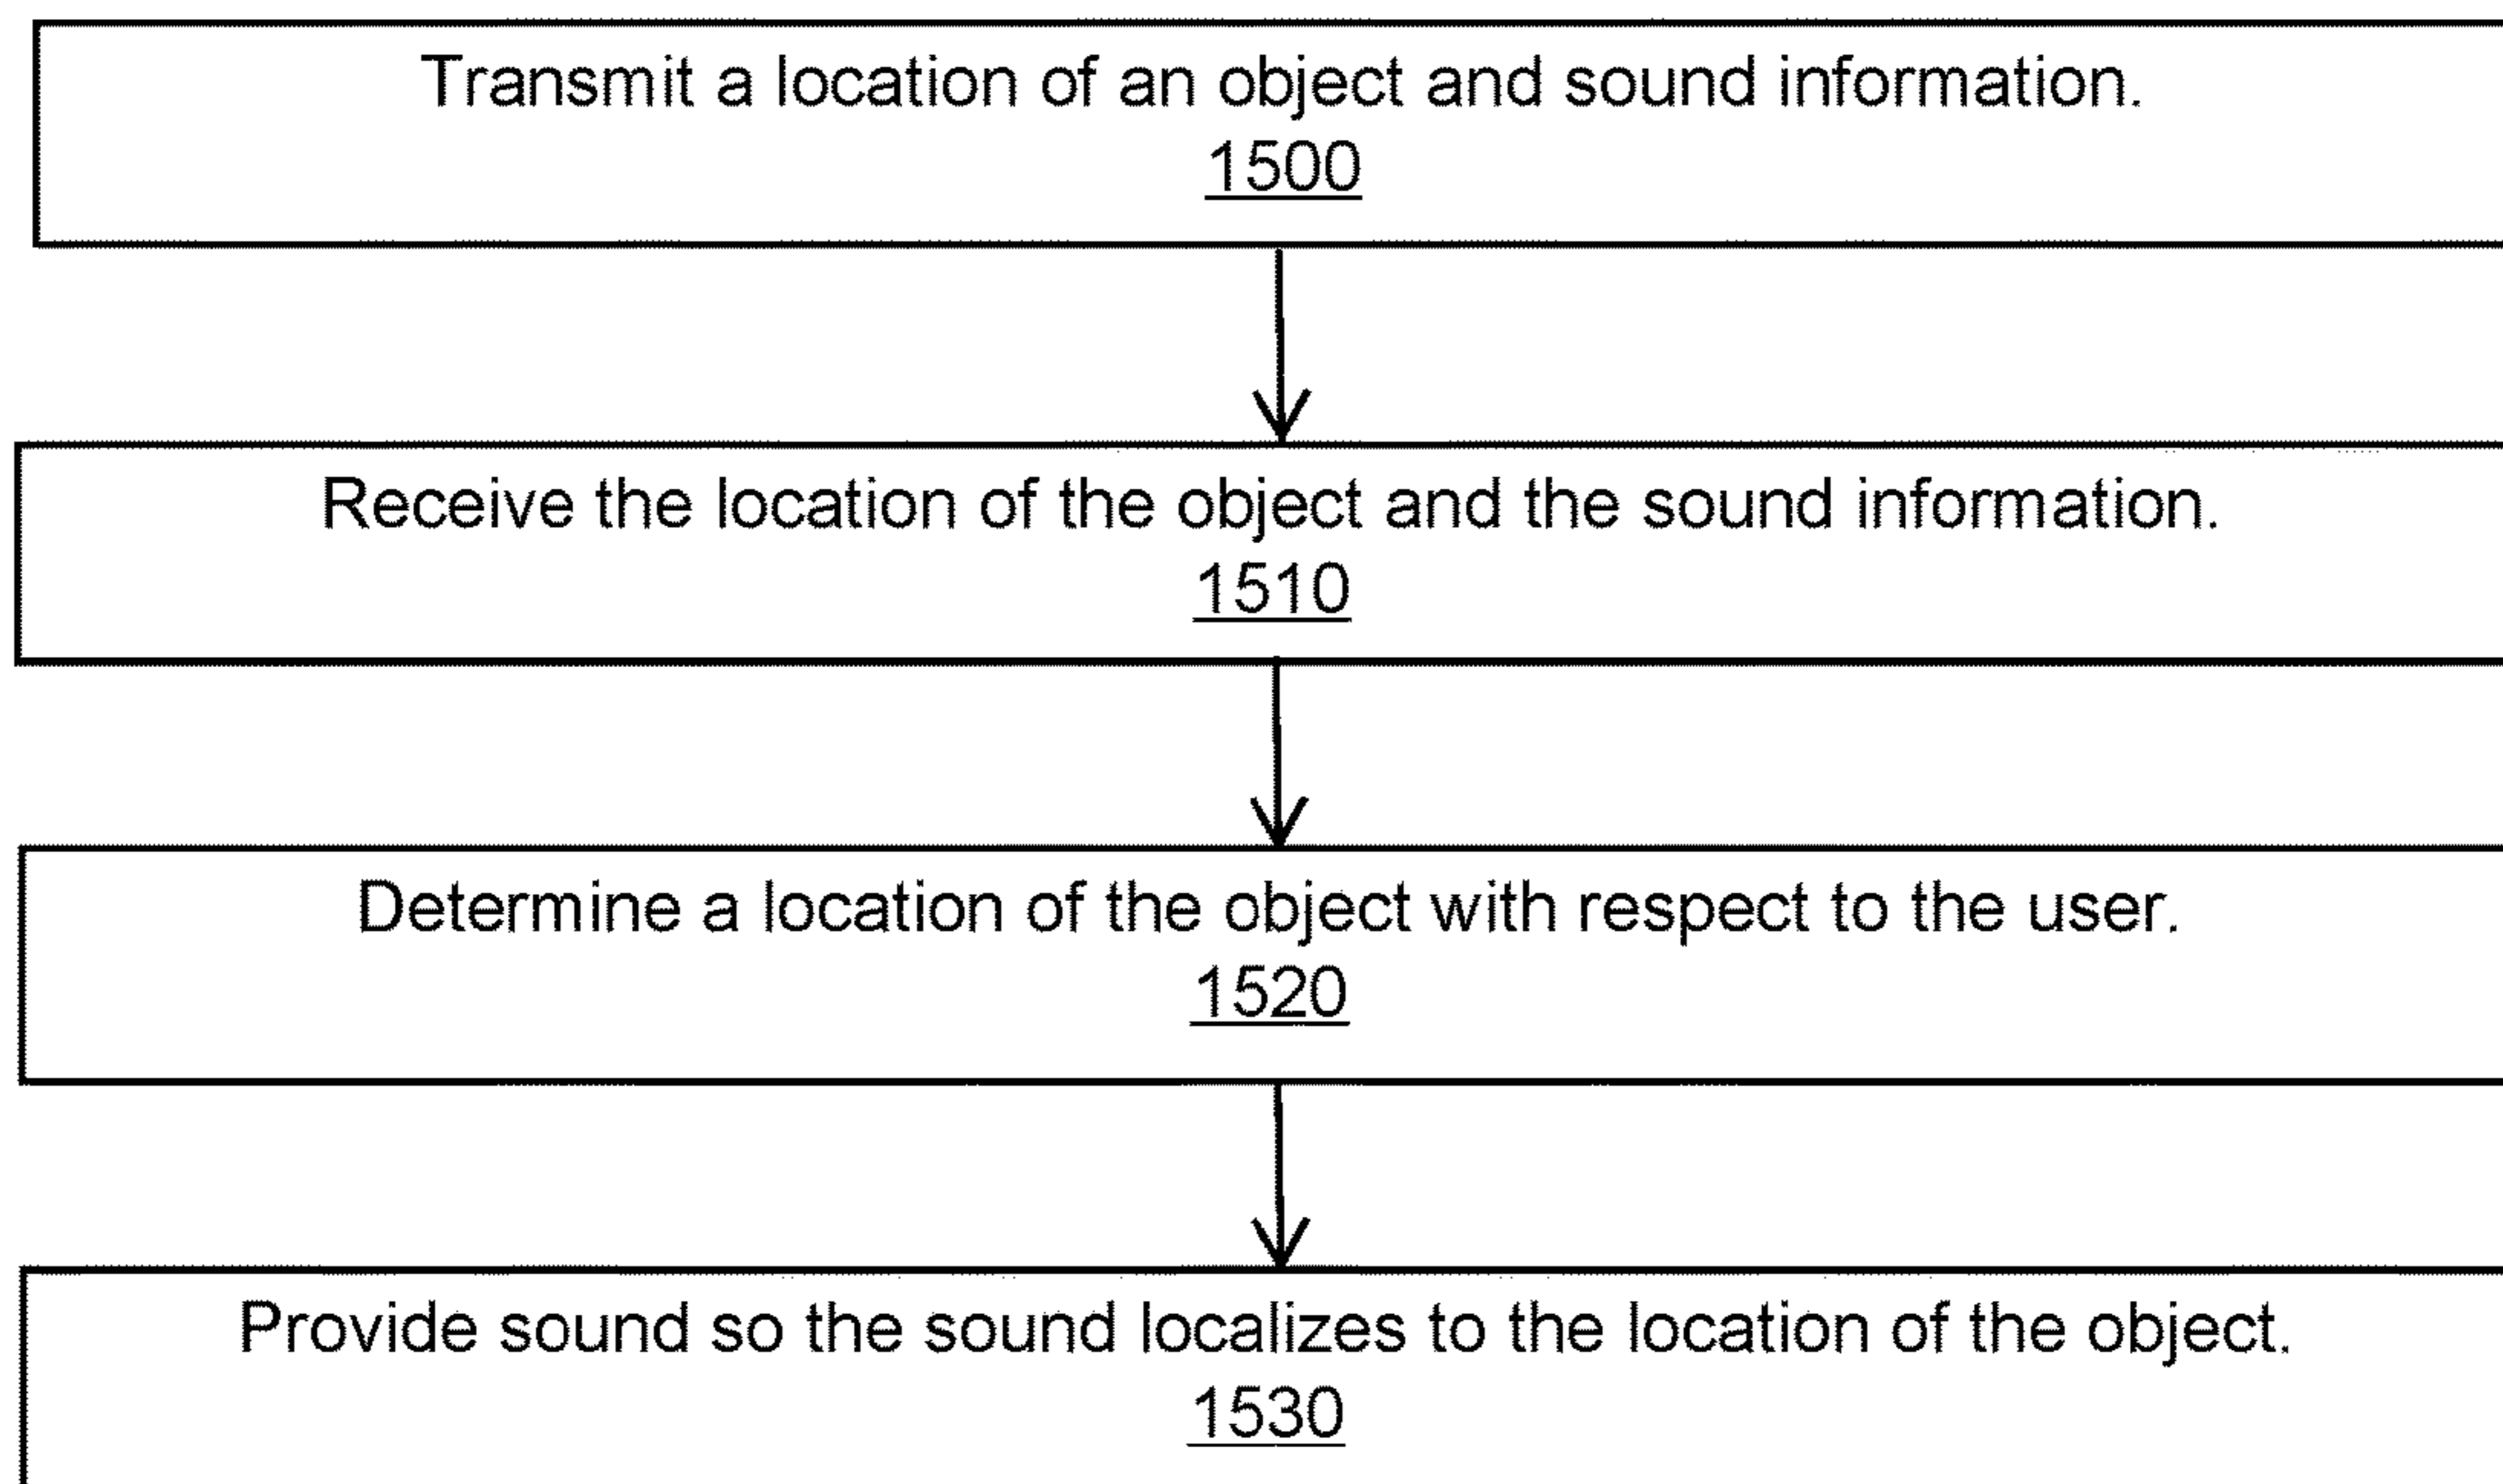 Transmit a location of an object and sound information.
1500
Receive the location of the object and the sound information.
1510
Determine a location of the object with respect to the user.
1520
Provide sound so the sound localizes to the location of the object.
1530